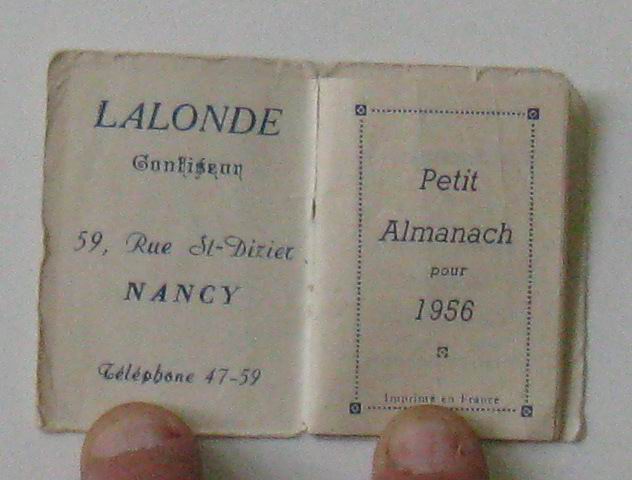 LALONDE
Confiseur
59, Rue St-Dizier
NANCY
Téléphone 47-59
Petit
Almanach
pour
1956
Imprimé en France